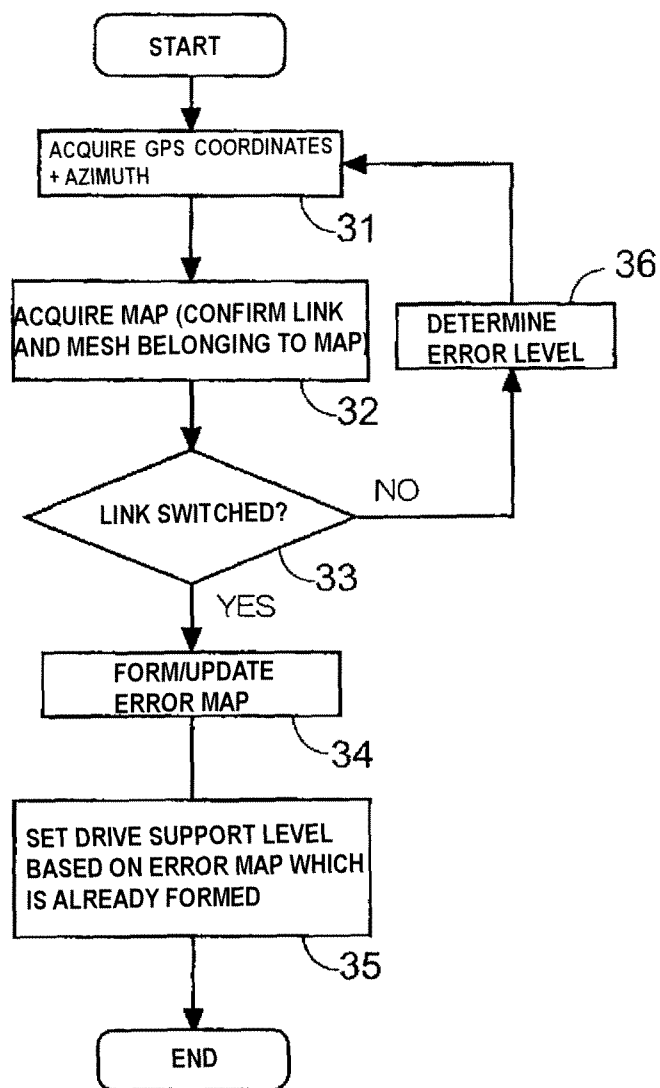 START
ACQUIRE GPS COORDINATES
+ AZIMUTH
31
ACQUIRE MAP (CONFIRM LINK
AND MESH BELONGING TO MAP)
32
36
DETERMINE
ERROR LEVEL
LINK SWITCHED?
NO
33
YES
FORM/UPDATE
ERROR MAP
34
SET DRIVE SUPPORT LEVEL
BASED ON ERROR MAP WHICH
IS ALREADY FORMED
35
END